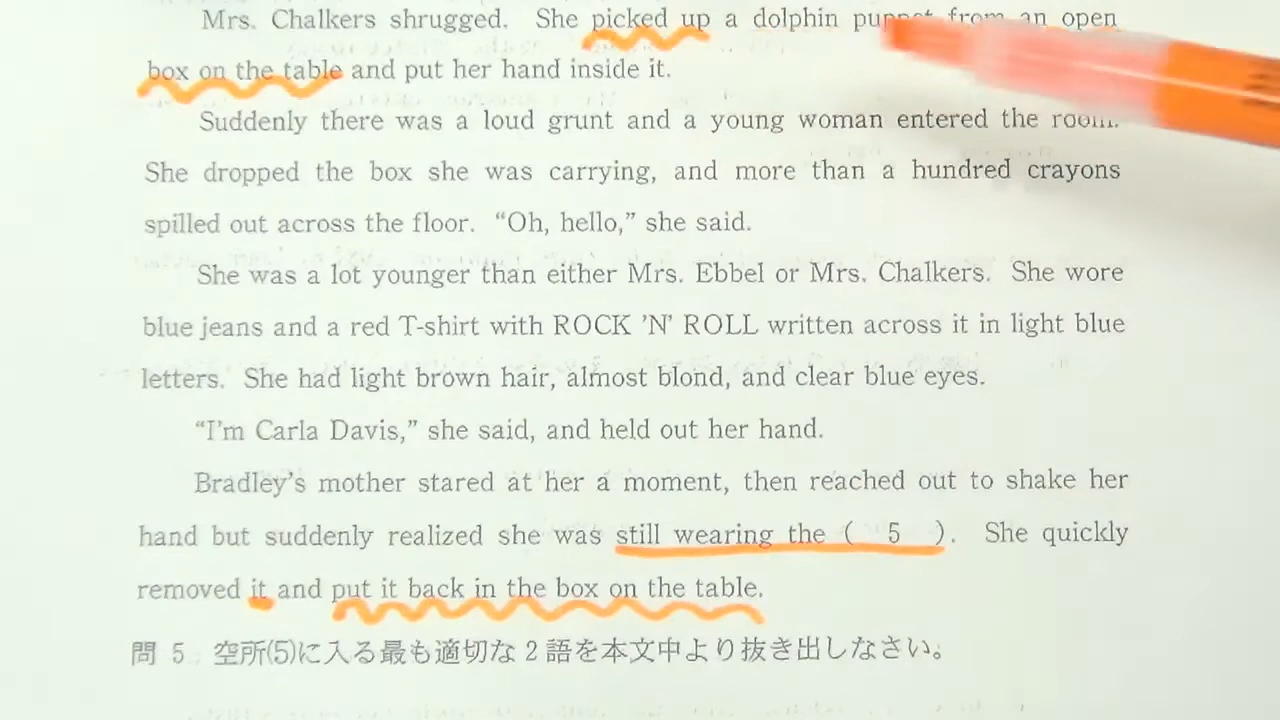 Mrs. Chalkers shrugged. She picked up a dolphin puppet from an open
box on the table and put her hand inside it.
Suddenly there was a loud grunt and a young woman entered the room.
She dropped the box she was carrying, and more than a hundred crayons
spilled out across the floor. “Oh, hello,” she said.
She was a lot younger than either Mrs. Ebbel or Mrs. Chalkers. She wore
blue jeans and a red T-shirt with ROCK ’N’ ROLL written across it in light blue
letters. She had light brown hair, almost blond, and clear blue eyes.
“I’m Carla Davis,” she said, and held out her hand.
Bradley’s mother stared at her a moment, then reached out to shake her
hand but suddenly realized she was still wearing the ( 5 ). She quickly
removed it and put it back in the box on the table.
問 5 空所(5)に入る最も適切な 2 語を本文中より抜き出しなさい。